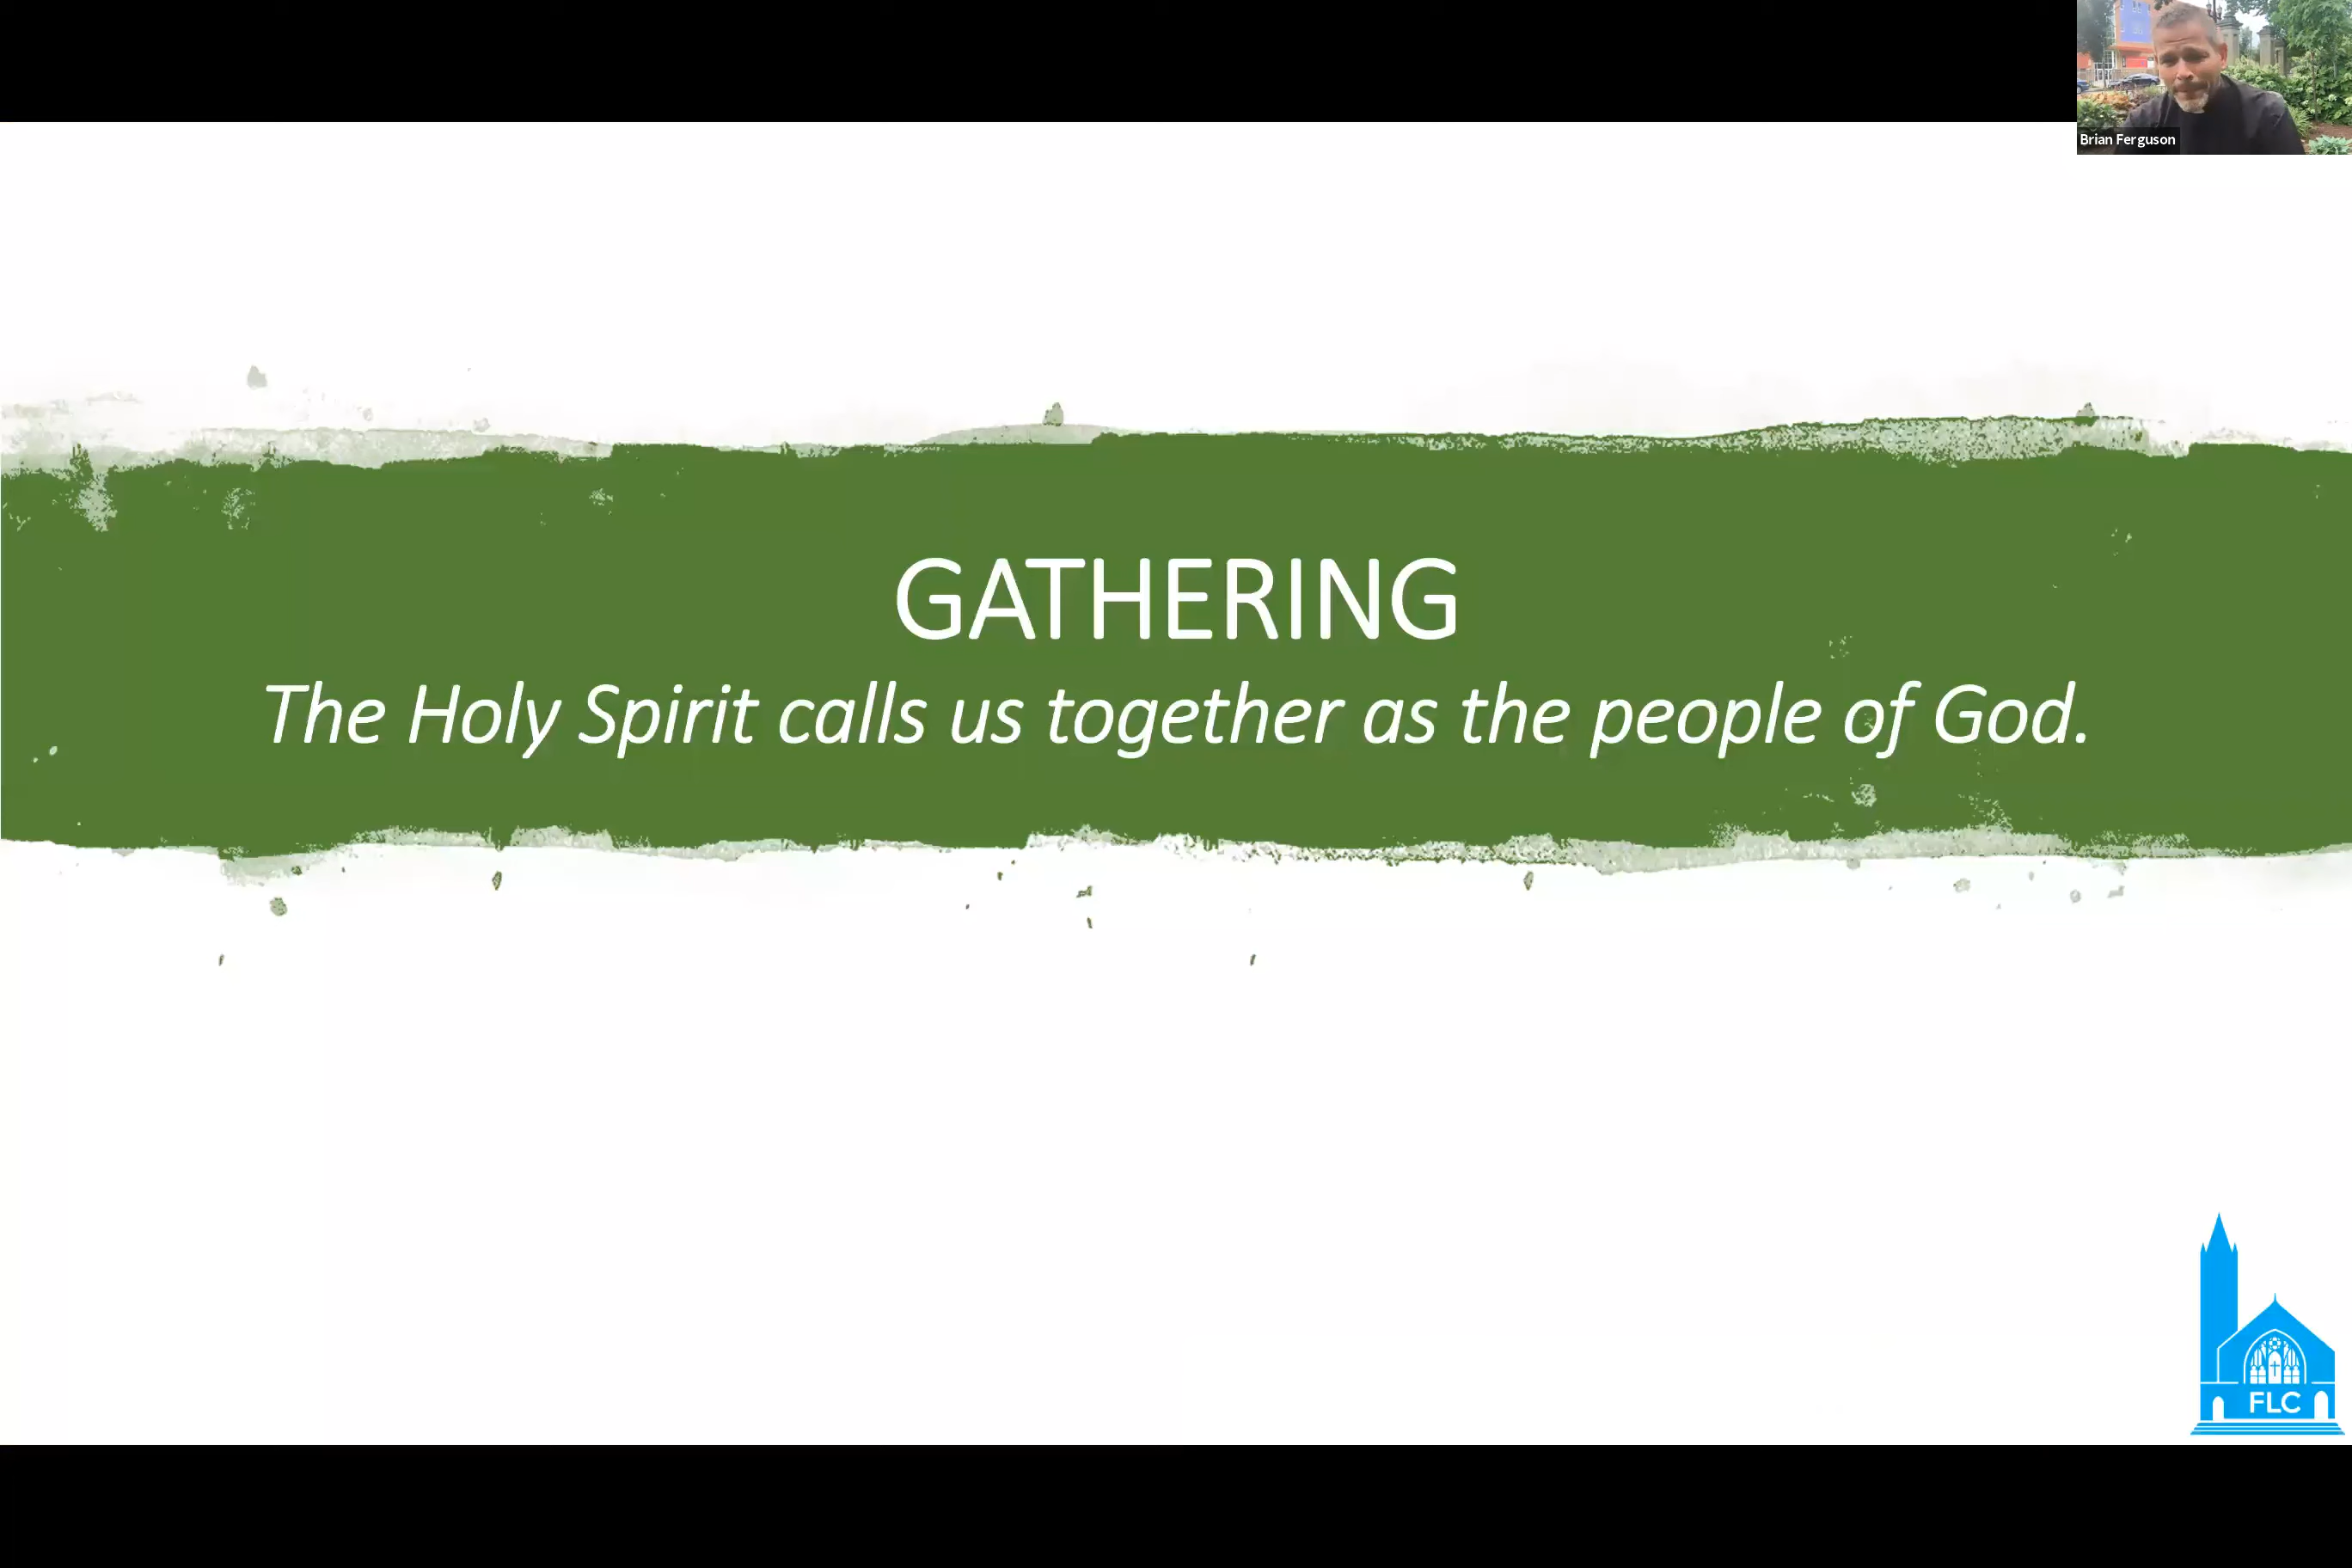 Brian Ferguson
GATHERING
The Holy Spirit calls us together as the people of God.
FLC